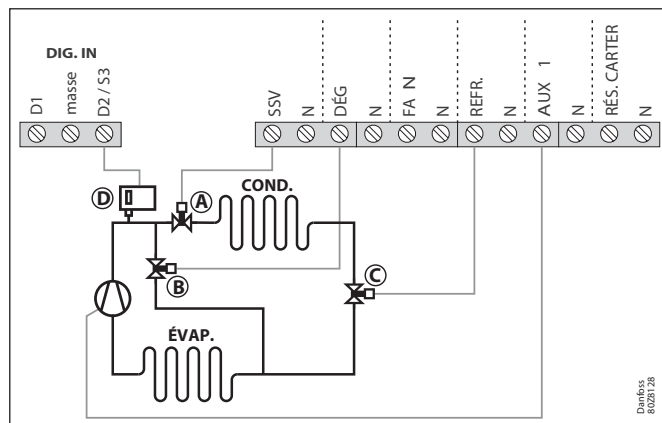 DIG. IN
D1
masse
D2 / S3
SSV
N
DÉG
N
FA N
N
REFR.
N
AUX 1
N
RÉS. CARTER
N
D
A
COND.
B
C
ÉVAP.
Danfoss
80Z8128